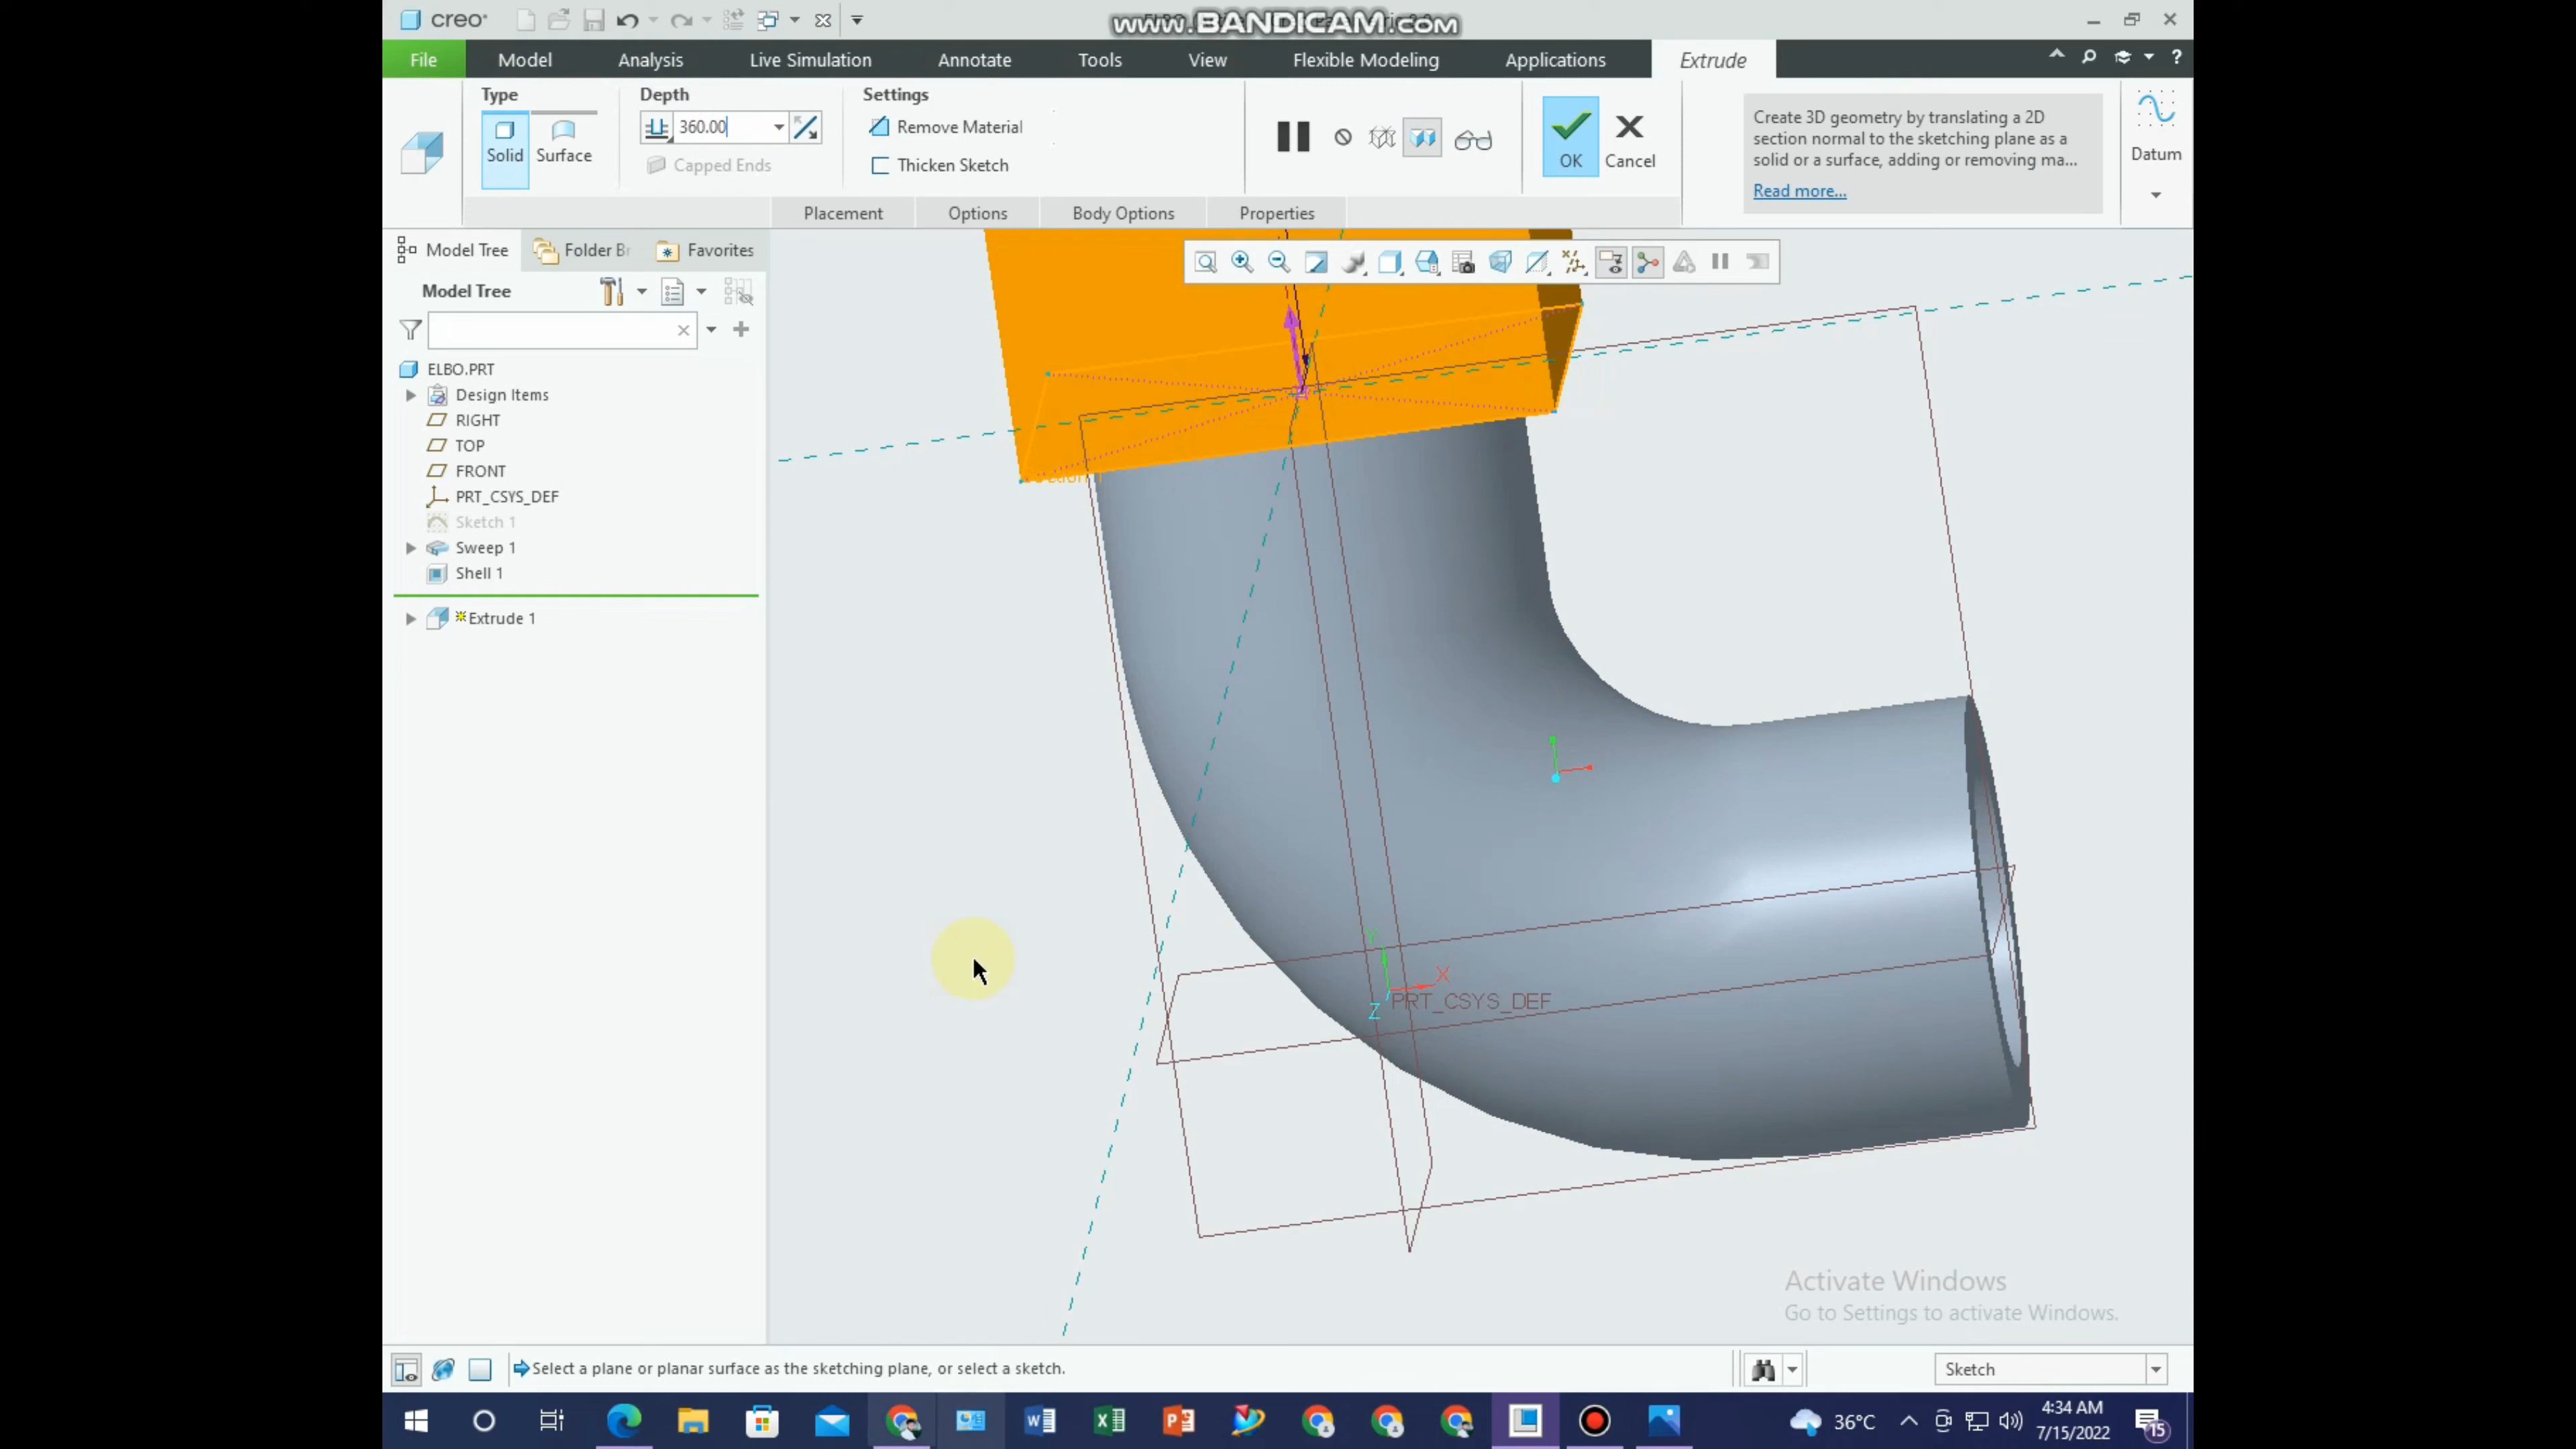 creo®
www.BANDICAM.com
File
Model
Analysis
Live Simulation
Annotate
Tools
View
Flexible Modeling
Applications
Extrude
Type
Depth
Settings
Solid
Surface
360.00
Remove Material
Capped Ends
Thicken Sketch
OK
Cancel
Create 3D geometry by translating a 2D
section normal to the sketching plane as a
solid or a surface, adding or removing ma...
Read more...
Datum
Placement
Options
Body Options
Properties
Model Tree
Folder Br
Favorites
Model Tree
ELBO.PRT
Design Items
RIGHT
TOP
FRONT
PRT_CSYS_DEF
Sketch 1
Sweep 1
Shell 1
Extrude 1
Y
X
Z
PRT_CSYS_DEF
Activate Windows
Go to Settings to activate Windows.
Select a plane or planar surface as the sketching plane, or select a sketch.
Sketch
36°C
4:34 AM
7/15/2022
15